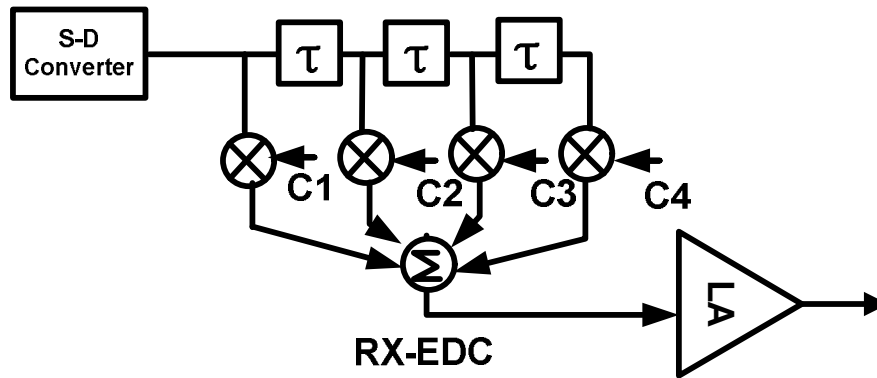 S-D
Converter
τ
τ
τ
C1
C2
C3
C4
Σ
LA
RX-EDC